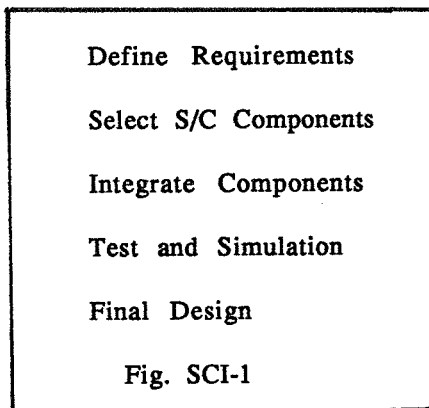 Define Requirements
Select S/C Components
Integrate Components
Test and Simulation
Final Design
Fig. SCI-1